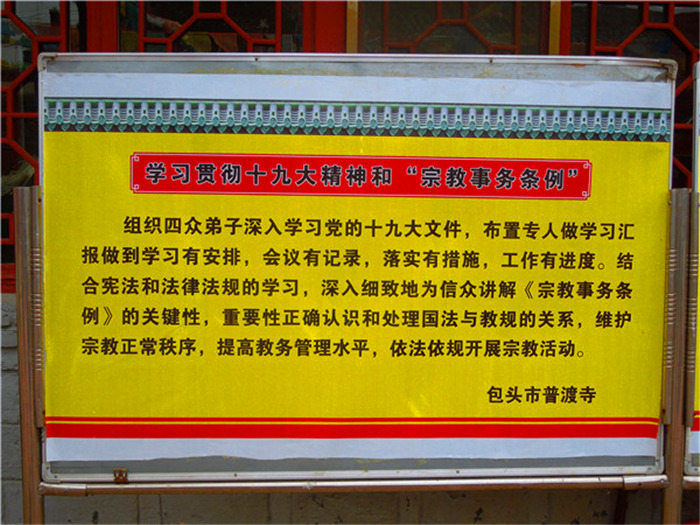 学习贯彻十九大精神和“宗教事务条例”
组织四众弟子深入学习党的十九大文件，布置专人做学习汇
报做到学习有安排，会议有记录，落实有措施，工作有进度。结
合宪法和法律法规的学习，深入细致地为信众讲解《宗教事务条
例》的关键性，重要性正确认识和处理国法与教规的关系，维护
宗教正常秩序，提高教务管理水平，依法依规开展宗教活动。
包头市普渡寺